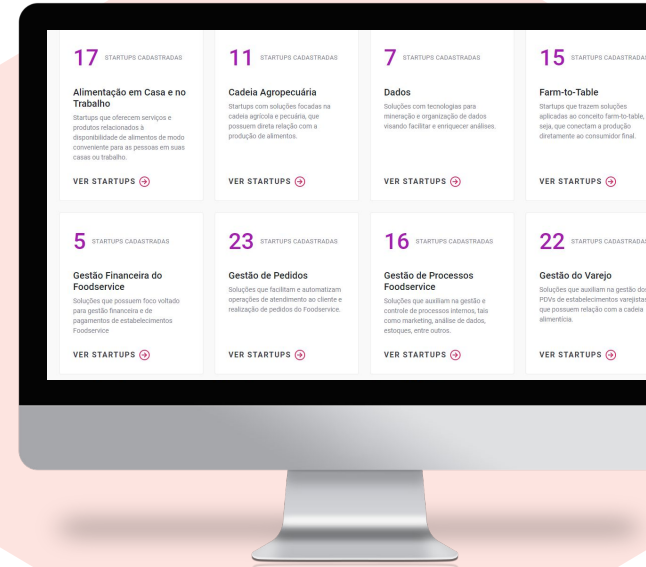 17 STARTUPS CADASTRADAS
Alimentação em Casa e no
Trabalho
Startups que oferecem serviços e
produtos relacionados à
disponibilidade de alimentos de modo
conveniente para as pessoas em suas
casas ou trabalho.
VER STARTUPS
11 STARTUPS CADASTRADAS
Cadeia Agropecuária
Startups com soluções focadas na
cadeia agrícola e pecuária, que
possuem direta relação com a
produção de alimentos.
VER STARTUPS
7 STARTUPS CADASTRADAS
Dados
Soluções com tecnologias para
mineração e organização de dados
visando facilitar e enriquecer análises.
VER STARTUPS
15 STARTUPS CADASTRADAS
Farm-to-Table
Startups que trazem soluções
aplicadas ao conceito farm-to-table,
seja, que conectam a produção
diretamente ao consumidor final.
VER STARTUPS
5 STARTUPS CADASTRADAS
Gestão Financeira do
Foodservice
Soluções que possuem foco voltado
para gestão financeira e de
pagamentos de estabelecimentos
Foodservice
VER STARTUPS
23 STARTUPS CADASTRADAS
Gestão de Pedidos
Soluções que facilitam e automatizam
operações de atendimento ao cliente e
realização de pedidos do Foodservice.
VER STARTUPS
16 STARTUPS CADASTRADAS
Gestão de Processos
Foodservice
Soluções que auxiliam na gestão e
controle de processos internos, tais
como marketing, análise de dados,
estoques, entre outros.
VER STARTUPS
22 STARTUPS CADASTRADAS
Gestão do Varejo
Soluções que auxiliam na gestão dos
PDVs de estabelecimentos varejistas
que possuem relação com a cadeia
alimentícia.
VER STARTUPS